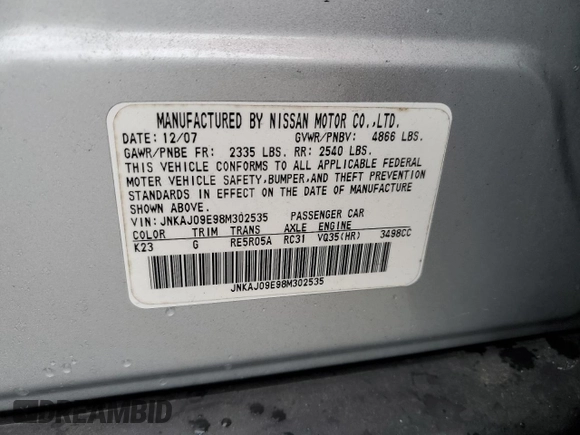 MANUFACTURED BY NISSAN MOTOR CO.,LTD.
DATE: 12/07 GVWR/PNBV: 4866 LBS.
GAWR/PNBE FR: 2335 LBS. RR: 2540 LBS.
THIS VEHICLE CONFORMS TO ALL APPLICABLE FEDERAL
MOTER VEHICLE SAFETY,BUMPER,AND THEFT PREVENTION
STANDARDS IN EFFECT ON THE DATE OF MANUFACTURE
SHOWN ABOVE.
VIN: JNKAJ09E98M302535 PASSENGER CAR
COLOR TRIM TRANS AXLE ENGINE
K23 G RE5R05A RC31 VQ35(HR) 3498CC
JNKAJ09E98M302535
DREAMBID